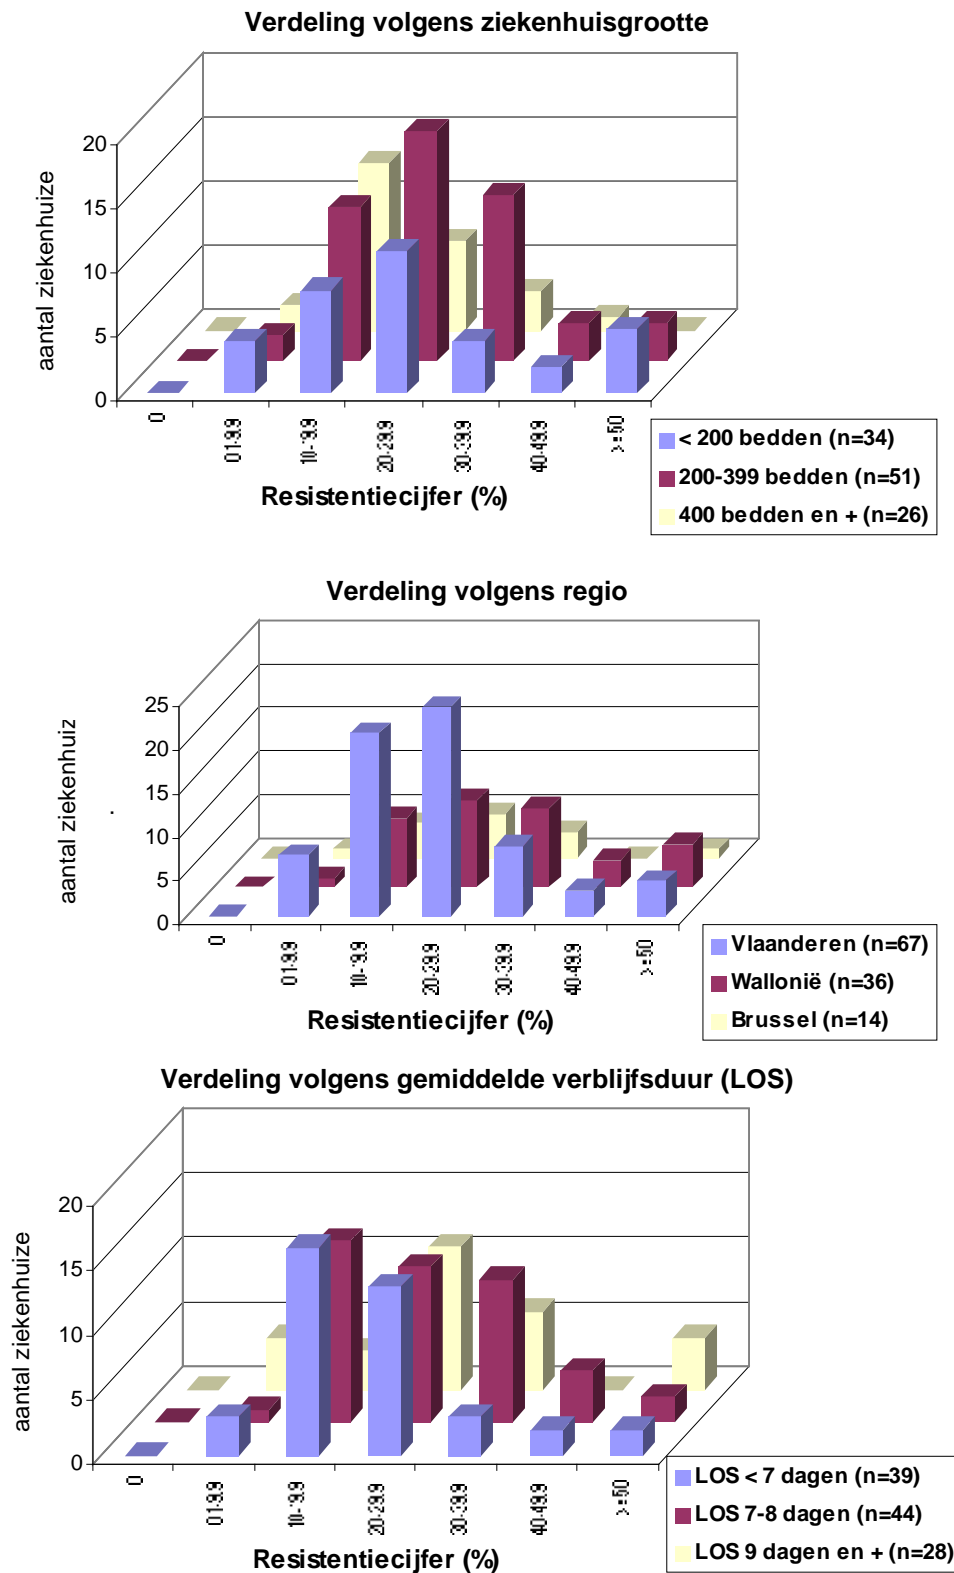 Verdeling volgens ziekenhuisgrootte
aantal ziekenhuize
20
15
10
5
0
0
0.1-9.9
10-19.9
20-29.9
30-39.9
40-49.9
>=50
Resistentiecijfer (%)
< 200 bedden (n=34)
200-399 bedden (n=51)
400 bedden en + (n=26)
Verdeling volgens regio
aantal ziekenhuiz
25
20
15
10
5
0
0
0.1-9.9
10-19.9
20-29.9
30-39.9
40-49.9
>=50
Resistentiecijfer (%)
Vlaanderen (n=67)
Wallonië (n=36)
Brussel (n=14)
Verdeling volgens gemiddelde verblijfsduur (LOS)
aantal ziekenhuize
20
15
10
5
0
0
0.1-9.9
10-19.9
20-29.9
30-39.9
40-49.9
>=50
Resistentiecijfer (%)
LOS < 7 dagen (n=39)
LOS 7-8 dagen (n=44)
LOS 9 dagen en + (n=28)